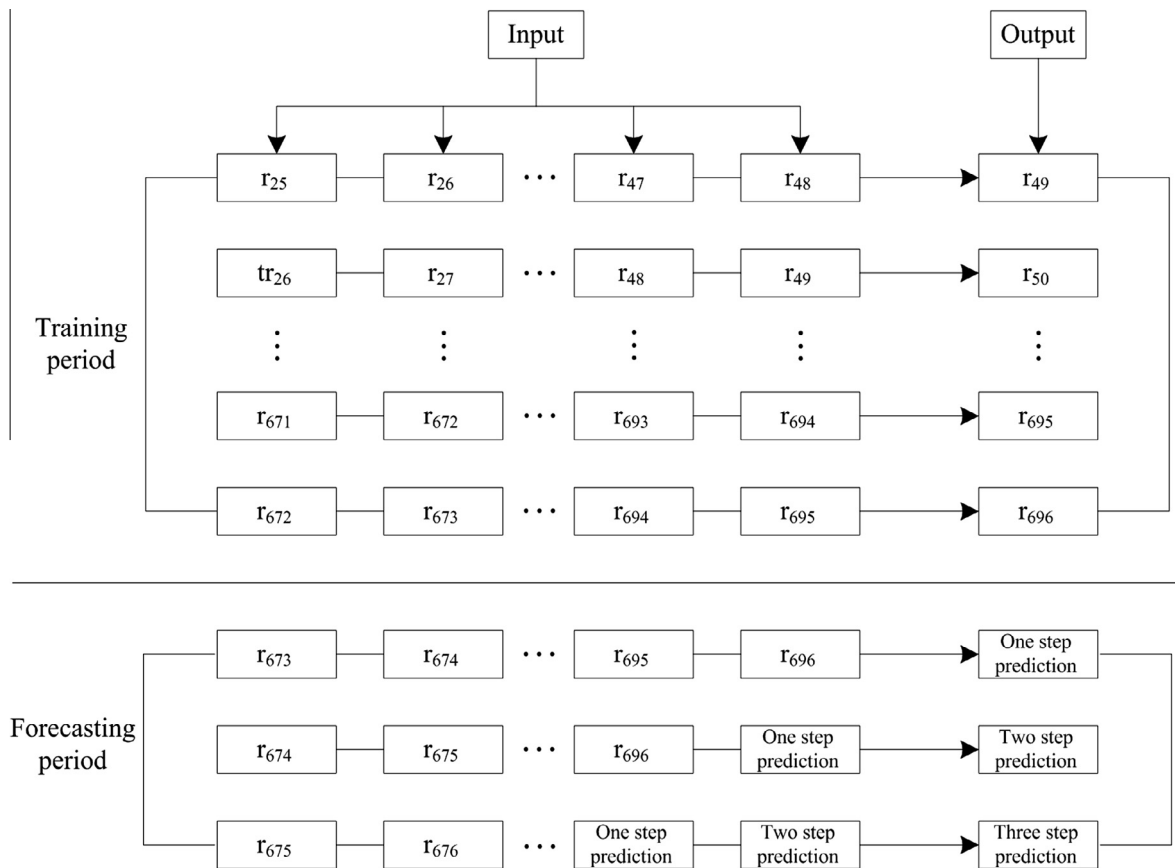 Input Output
r25 r26 ... r47 r48 r49
tr26 r27 ... r48 r49 r50
Training
period
r671 r672 ... r693 r694 r695
r672 r673 ... r694 r695 r696
r673 r674 ... r695 r696 One step
prediction
Forecasting
period
r674 r675 ... r696 One step Two step
prediction prediction
r675 r676 ... One step Two step Three step
prediction prediction prediction